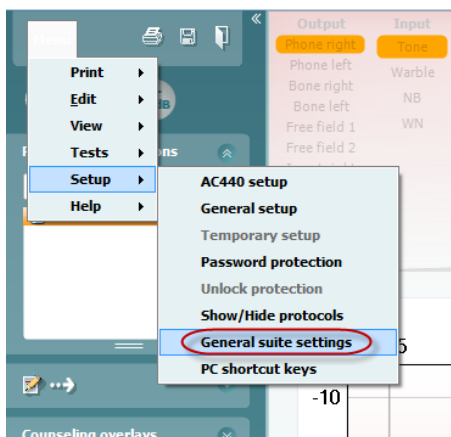 Output Input
Phone right Tone
Phone left Warble
Bone right NB
Bone left WN
Free field 1
Free field 2
Print
Edit
View
Tests
Setup
Help
AC440 setup
General setup
Temporary setup
Password protection
Unlock protection
Show/Hide protocols
General suite settings
PC shortcut keys
-10
Counseling overlays